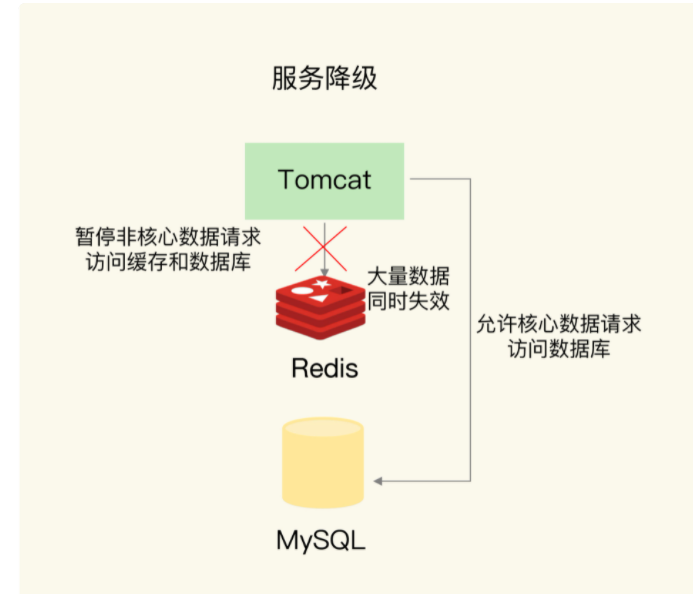 服务降级
Tomcat
暂停非核心数据请求
访问缓存和数据库
大量数据
同时失效
Redis
允许核心数据请求
访问数据库
MySQL